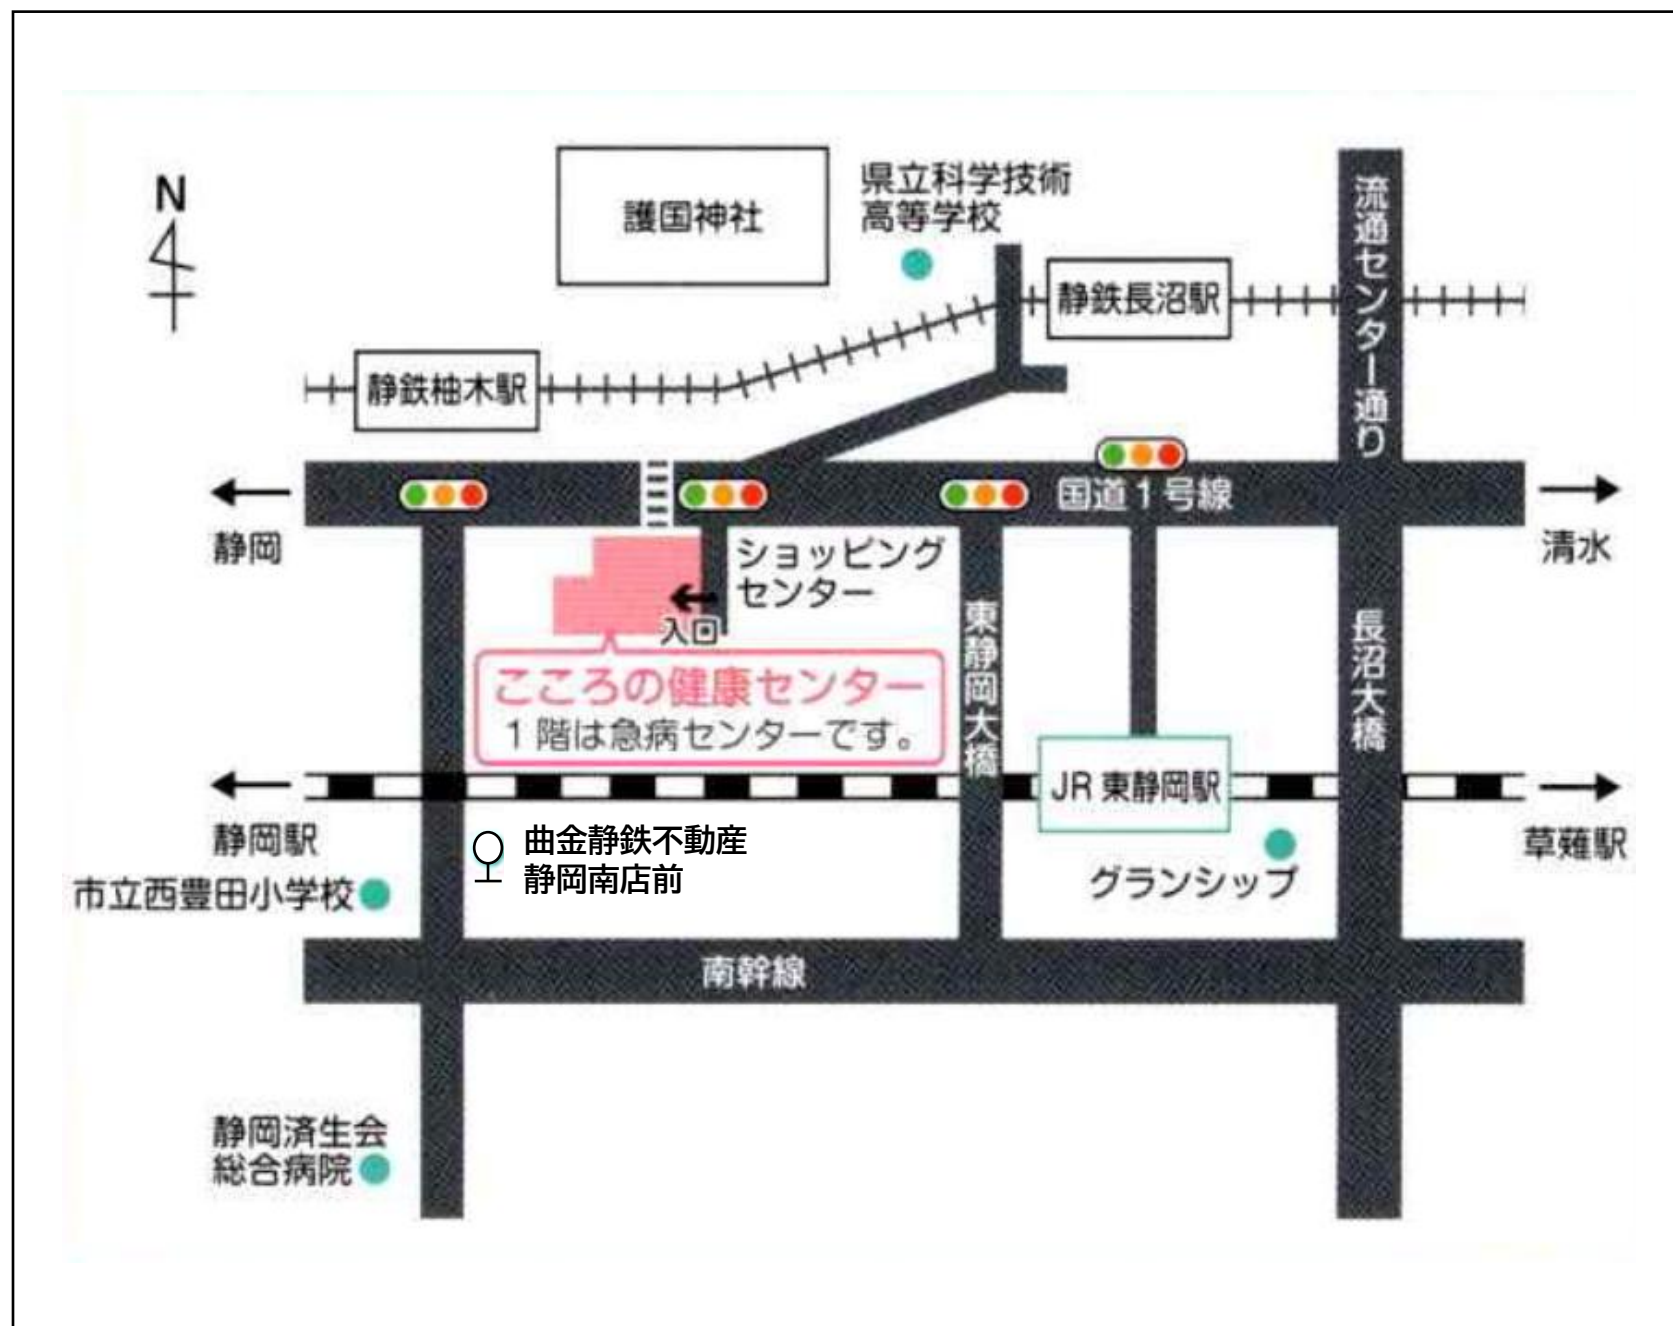 N
護国神社
県立科学技術
高等学校
流通センター通り
静鉄長沼駅
静鉄柚木駅
国道1号線
静岡
清水
ショッピング
センター
入口
こころの健康センター
1階は急病センターです。
東静岡大橋
長沼大橋
JR 東静岡駅
静岡駅
曲金静鉄不動産
静岡南店前
草薙駅
グランシップ
市立西豊田小学校
南幹線
静岡済生会
総合病院